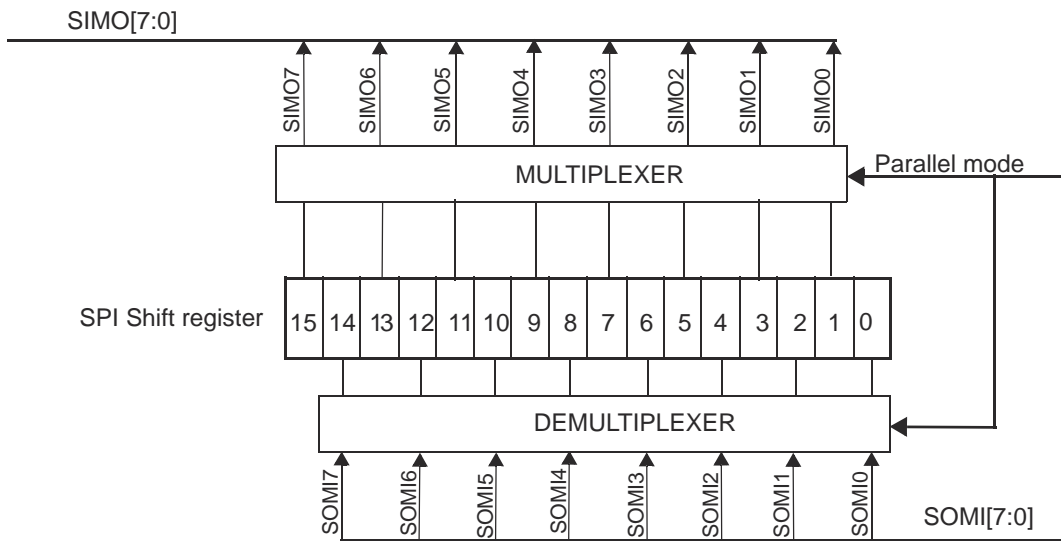 SIMO[7:0]
SIMO7 SIMO6 SIMO5 SIMO4 SIMO3 SIMO2 SIMO1 SIMO0
MULTIPLEXER
Parallel mode
SPI Shift register
15 14 13 12 11 10 9 8 7 6 5 4 3 2 1 0
DEMULTIPLEXER
SOMI7 SOMI6 SOMI5 SOMI4 SOMI3 SOMI2 SOMI1 SOMI0
SOMI[7:0]